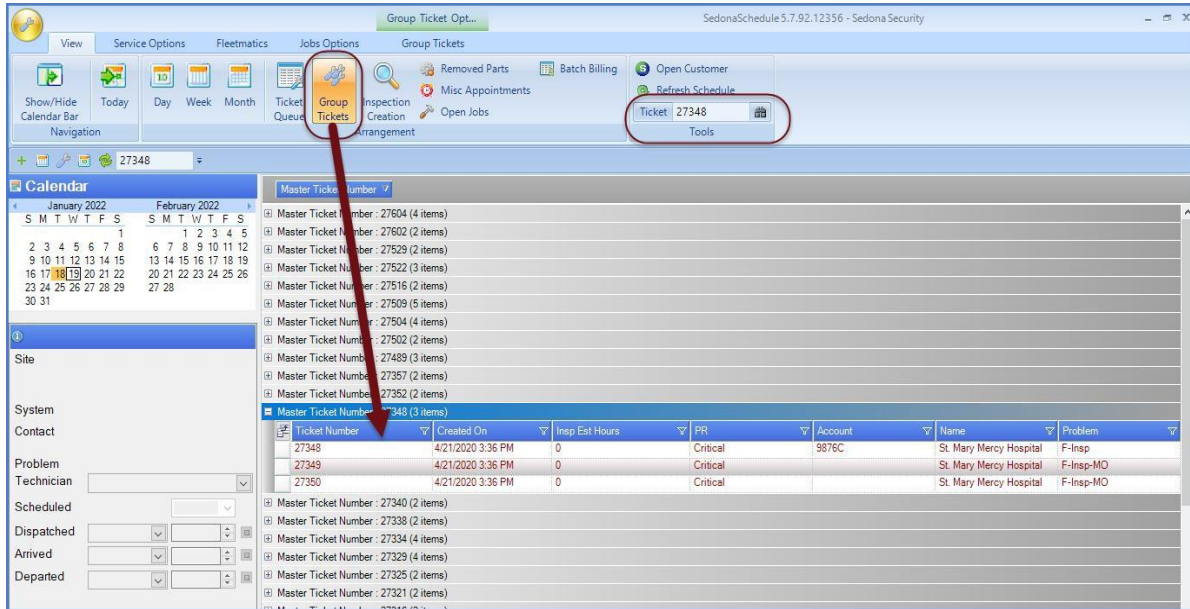 Group Ticket Opt...
SedonaSchedule 5.7.92.12356 - Sedona Security
View Service Options Fleetmatics Jobs Options Group Tickets
Show/Hide Calendar Bar
Today
Navigation
Day Week Month
Ticket Queue
Group Tickets
Inspection Creation
Removed Parts
Misc Appointments
Open Jobs
Batch Billing
Arrangement
Open Customer
Refresh Schedule
Ticket 27348
Tools
27348
Calendar
January 2022 February 2022
S M T W T F S S M T W T F S
1 1 2 3 4 5
2 3 4 5 6 7 8 6 7 8 9 10 11 12
9 10 11 12 13 14 15 13 14 15 16 17 18 19
16 17 18 19 20 21 22 20 21 22 23 24 25 26
23 24 25 26 27 28 29 27 28
30 31
Site
System
Contact
Problem
Technician
Scheduled
Dispatched
Arrived
Departed
Master Ticket Number
Master Ticket Number : 27604 (4 items)
Master Ticket Number : 27602 (2 items)
Master Ticket Number : 27529 (2 items)
Master Ticket Number : 27522 (3 items)
Master Ticket Number : 27516 (2 items)
Master Ticket Number : 27509 (5 items)
Master Ticket Number : 27504 (4 items)
Master Ticket Number : 27502 (2 items)
Master Ticket Number : 27489 (3 items)
Master Ticket Number : 27357 (2 items)
Master Ticket Number : 27352 (2 items)
Master Ticket Number : 27348 (3 items)
Ticket Number Created On Insp Est Hours PR Account Name Problem
27348 4/21/2020 3:36 PM 0 Critical 9876C St. Mary Mercy Hospital F-Insp
27349 4/21/2020 3:36 PM 0 Critical St. Mary Mercy Hospital F-Insp-MO
27350 4/21/2020 3:36 PM 0 Critical St. Mary Mercy Hospital F-Insp-MO
Master Ticket Number : 27340 (2 items)
Master Ticket Number : 27338 (2 items)
Master Ticket Number : 27334 (4 items)
Master Ticket Number : 27329 (4 items)
Master Ticket Number : 27325 (2 items)
Master Ticket Number : 27321 (2 items)